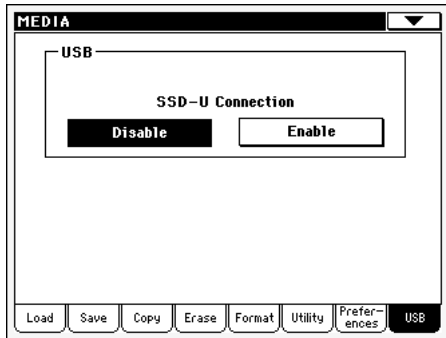 MEDIA
USB
SSD-U Connection
Disable Enable
Load Save Copy Erase Format Utility Prefer-
ences USB